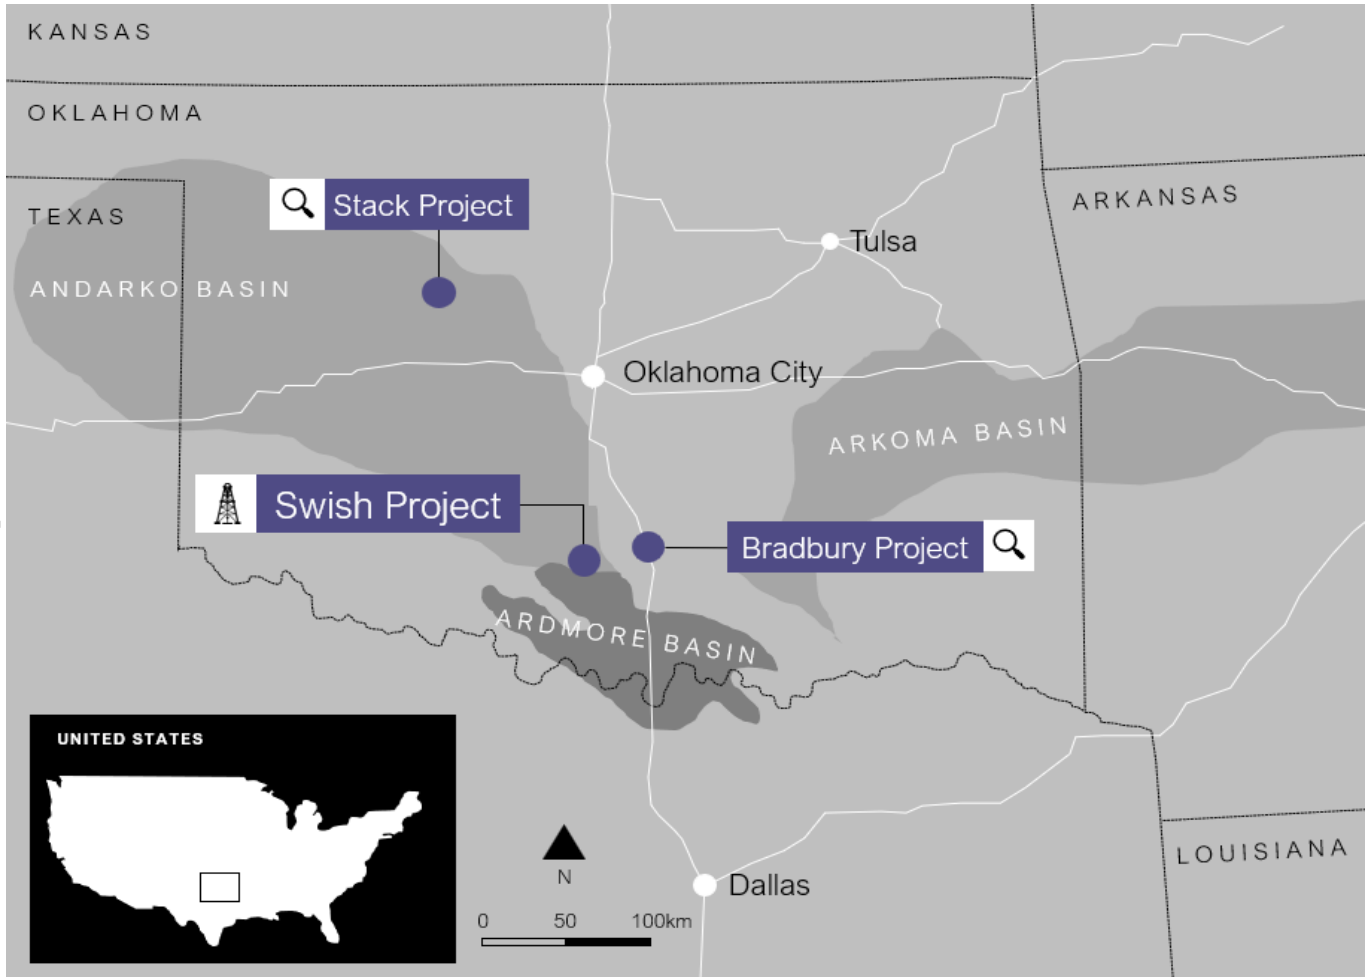 KANSAS
OKLAHOMA
TEXAS
Stack Project
ARKANSAS
Tulsa
ANDARKO BASIN
Oklahoma City
ARKOMA BASIN
Swish Project
Bradbury Project
ARDMORE BASIN
UNITED STATES
LOUISIANA
N
Dallas
0 50 100km